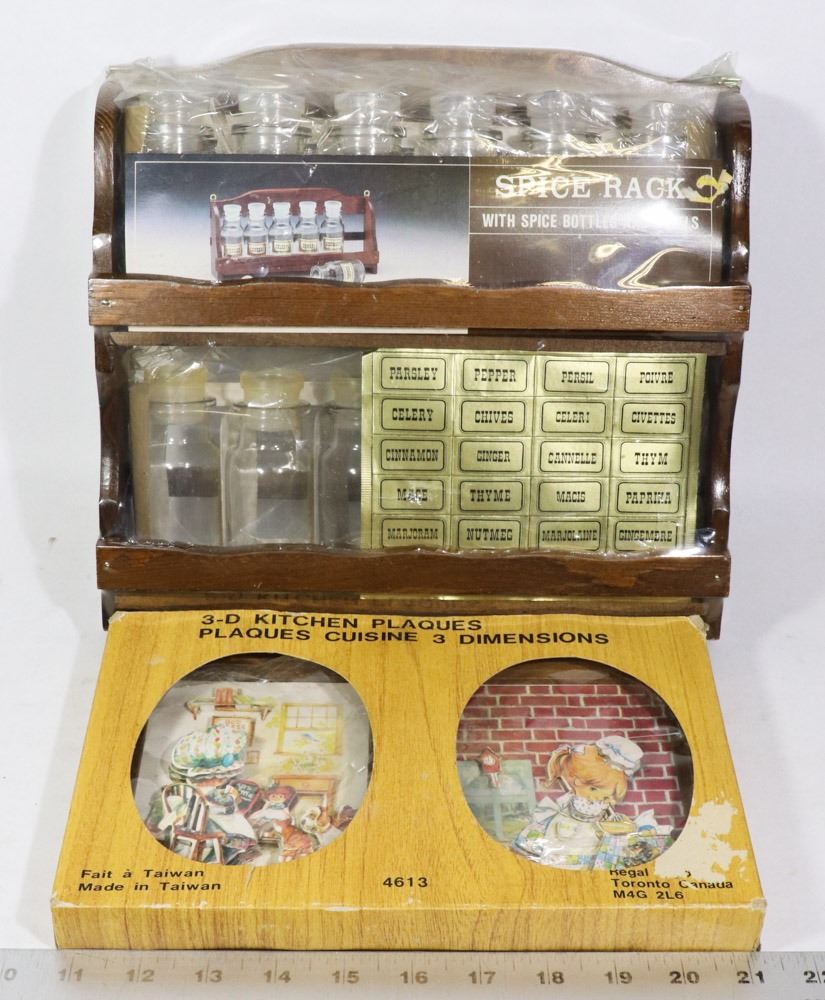 SPICE RACK
WITH SPICE BOTTLES
PARSLEY PEPPER PERSIL POIVRE
CELERY CHIVES CELERI CIVETTES
CINNAMON GINGER CANNELLE THYM
MACE THYME MACIS PAPRIKA
MARJORAM NUTMEG MARJOLAINE GINGEMBRE
3-D KITCHEN PLAQUES
PLAQUES CUISINE 3 DIMENSIONS
Fait à Taiwan
Made in Taiwan
4613
Regal
Toronto Canada
M4G 2L6
11 12 13 14 15 16 17 18 19 20 21